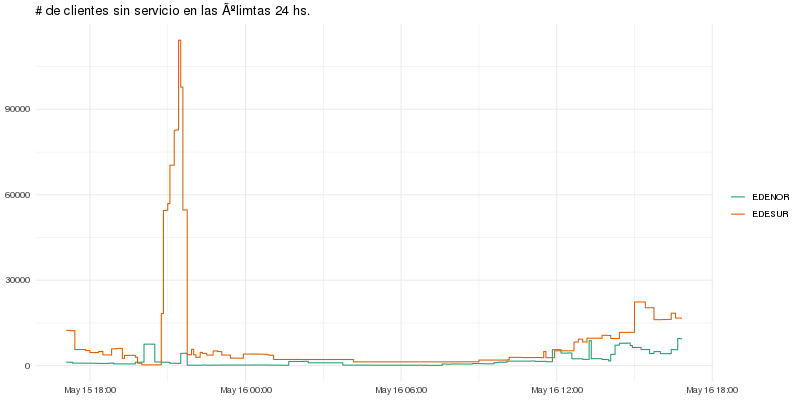 # de clientes sin servicio en las Ãºlimtas 24 hs.
90000
60000
30000
0
May 15 18:00
May 16 00:00
May 16 06:00
May 16 12:00
May 16 18:00
EDENOR
EDESUR